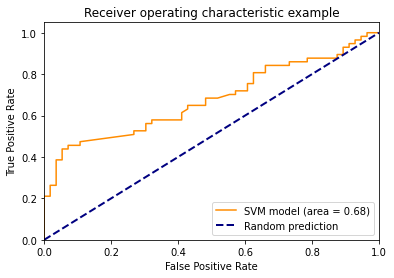 Receiver operating characteristic example
True Positive Rate
1.0
0.8
0.6
0.4
0.2
0.0
SVM model (area = 0.68)
Random prediction
0.0 0.2 0.4 0.6 0.8 1.0
False Positive Rate